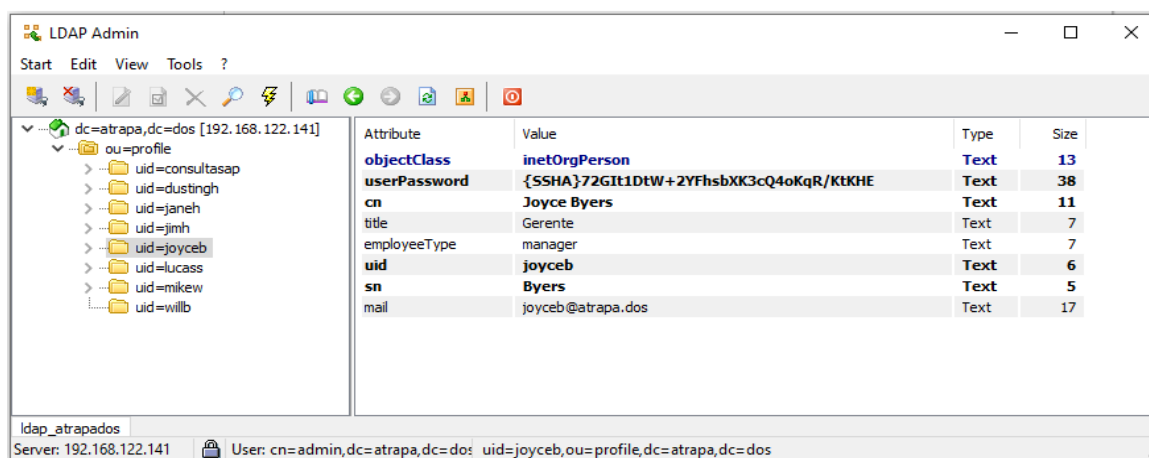 LDAP Admin
Start Edit View Tools ?
dc=atrapa,dc=dos [192.168.122.141]
ou=profile
uid=consultasap
uid=dustingh
uid=janeh
uid=jimh
uid=joyceb
uid=lucass
uid=mikew
uid=willb
Attribute Value Type Size
objectClass inetOrgPerson Text 13
userPassword {SSHA}72GIt1DtW+2YFhsbXK3cQ4oKqR/KtKHE Text 38
cn Joyce Byers Text 11
title Gerente Text 7
employeeType manager Text 7
uid joyceb Text 6
sn Byers Text 5
mail joyceb@atrapa.dos Text 17
ldap_atrapados
Server: 192.168.122.141 User: cn=admin,dc=atrapa,dc=dos uid=joyceb,ou=profile,dc=atrapa,dc=dos